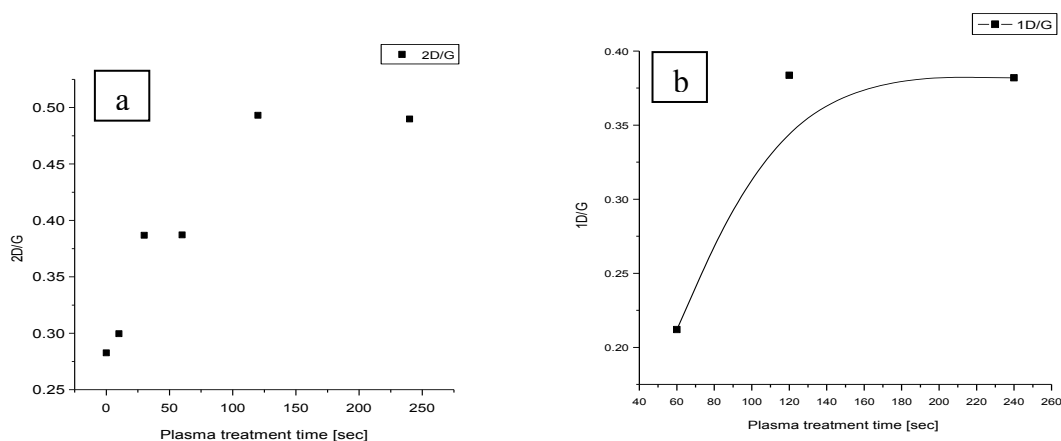 2D/G
a
0.50
0.45
0.40
0.35
0.30
0.25
2D/G
0 50 100 150 200 250
Plasma treatment time [sec]
1D/G
b
0.40
0.35
0.30
0.25
0.20
1D/G
40 60 80 100 120 140 160 180 200 220 240 260
Plasma treatment time [sec]